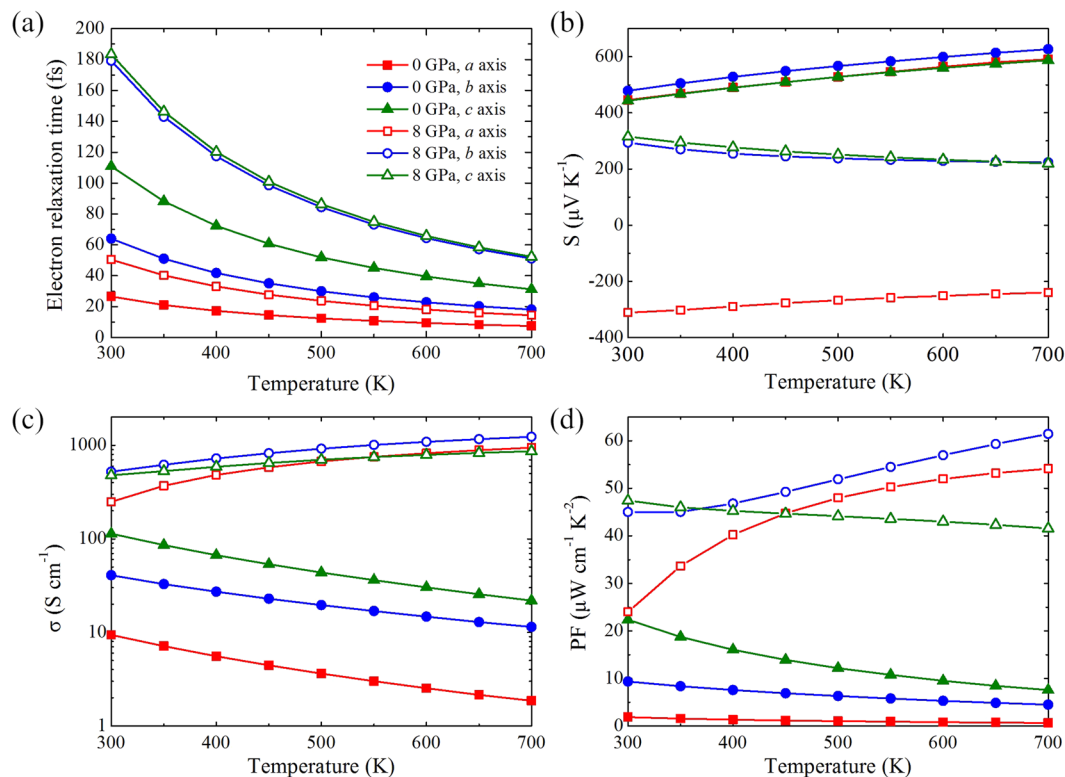 (a)
Electron relaxation time (fs)
200
180
160
140
120
100
80
60
40
20
0
300 400 500 600 700
Temperature (K)
0 GPa, a axis
0 GPa, b axis
0 GPa, c axis
8 GPa, a axis
8 GPa, b axis
8 GPa, c axis
(b)
S (μV K⁻¹)
600
400
200
0
-200
-400
300 400 500 600 700
Temperature (K)
(c)
σ (S cm⁻¹)
1000
100
10
1
300 400 500 600 700
Temperature (K)
(d)
PF (μW cm⁻¹ K⁻²)
60
50
40
30
20
10
0
300 400 500 600 700
Temperature (K)